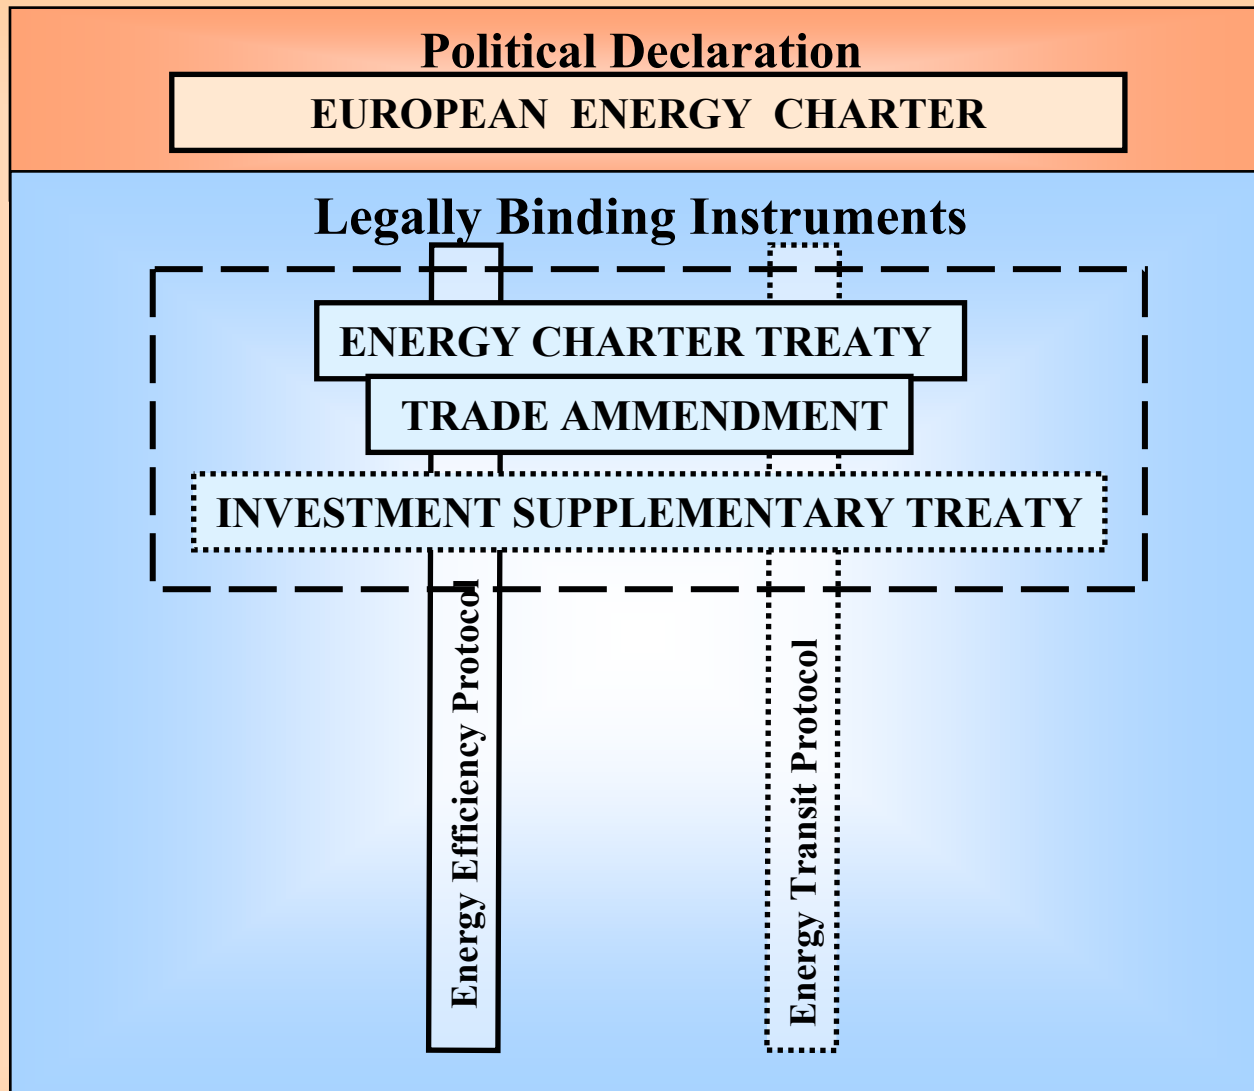 Political Declaration
EUROPEAN ENERGY CHARTER
Legally Binding Instruments
ENERGY CHARTER TREATY
TRADE AMMENDMENT
INVESTMENT SUPPLEMENTARY TREATY
Energy Efficiency Protocol
Energy Transit Protocol